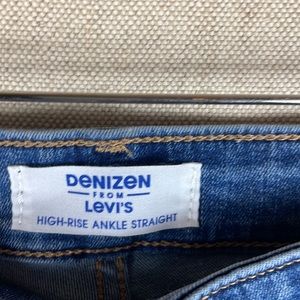 DENIZEN
FROM
LEVI'S
HIGH-RISE ANKLE STRAIGHT